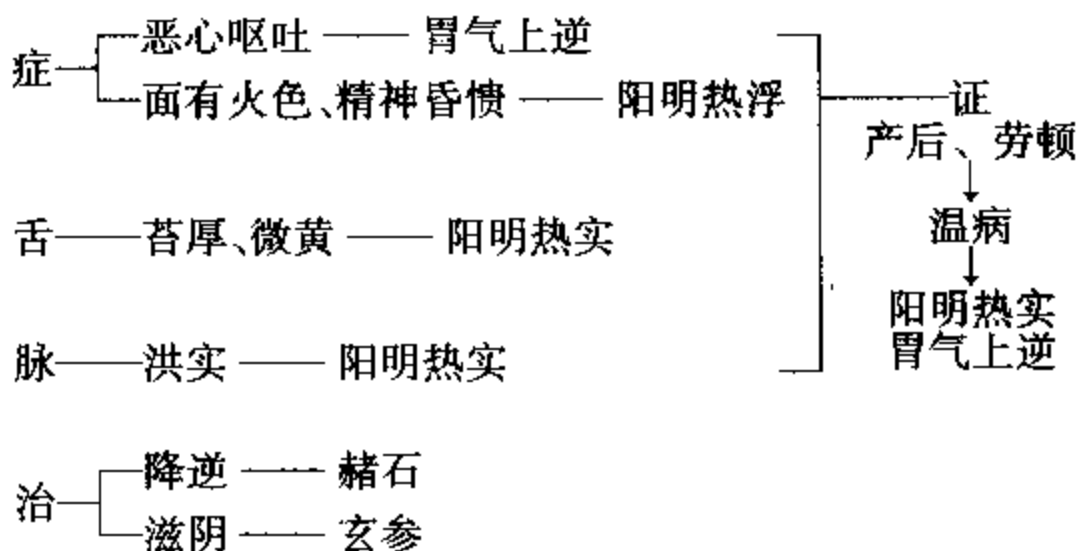 症
恶心呕吐 胃气上逆
面有火色、精神昏愦 阳明热浮
舌 苔厚、微黄 阳明热实
脉 洪实 阳明热实
证
产后、劳顿
温病
阳明热实
胃气上逆
治
降逆 赭石
滋阴 玄参